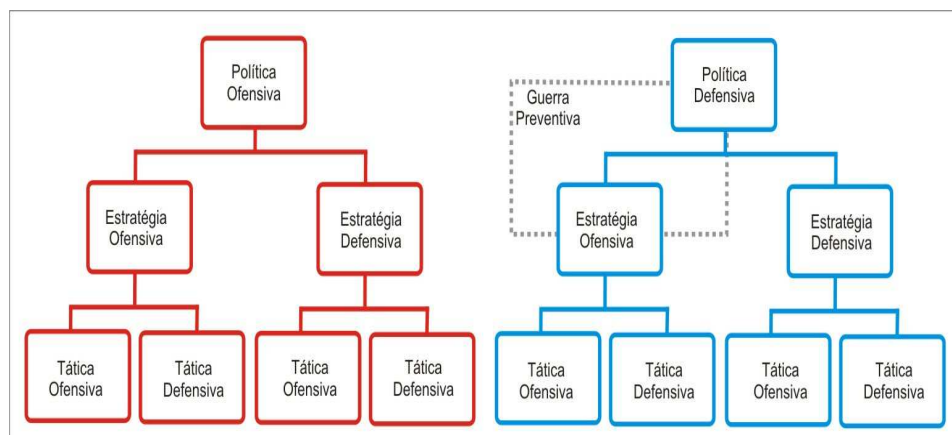 Política
Ofensiva
Política
Defensiva
Guerra
Preventiva
Estratégia
Ofensiva
Estratégia
Defensiva
Estratégia
Ofensiva
Estratégia
Defensiva
Tática
Ofensiva
Tática
Defensiva
Tática
Ofensiva
Tática
Defensiva
Tática
Ofensiva
Tática
Defensiva
Tática
Ofensiva
Tática
Defensiva